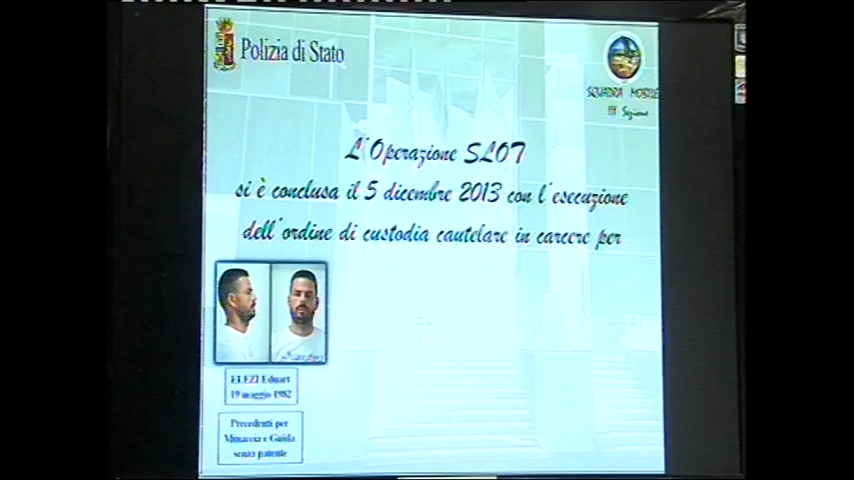 Polizia di Stato
SQUADRA MOBILE
III Sezione
L'Operazione SLOT
si è conclusa il 5 dicembre 2013 con l'esecuzione
dell'ordine di custodia cautelare in carcere per
ELEZI Eduart
19 maggio 1982
Precedenti per
Minaccia e Guida
senza patente